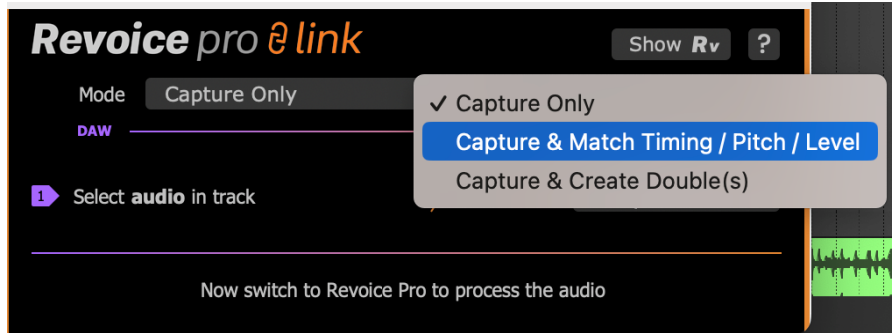 Revoice pro link
Show Rv ?
Mode Capture Only
✓ Capture Only
DAW
Capture & Match Timing / Pitch / Level
Capture & Create Double(s)
1 Select audio in track
Now switch to Revoice Pro to process the audio